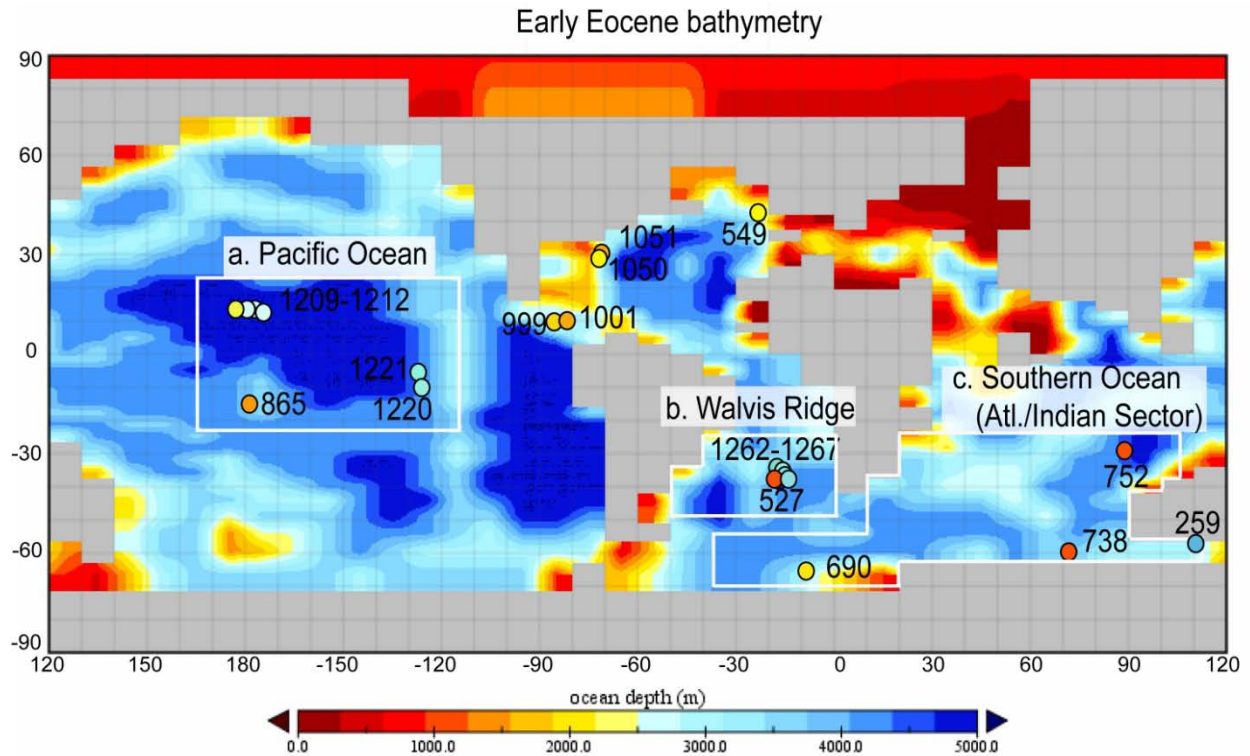 Early Eocene bathymetry
90
60
30
0
-30
-60
-90
a. Pacific Ocean
1209-1212
1221
1220
865
1051
1050
549
999
1001
b. Walvis Ridge
1262-1267
527
c. Southern Ocean
(Atl./Indian Sector)
752
259
738
690
120 150 180 -150 -120 -90 -60 -30 0 30 60 90 120
ocean depth (m)
0.0 1000.0 2000.0 3000.0 4000.0 5000.0